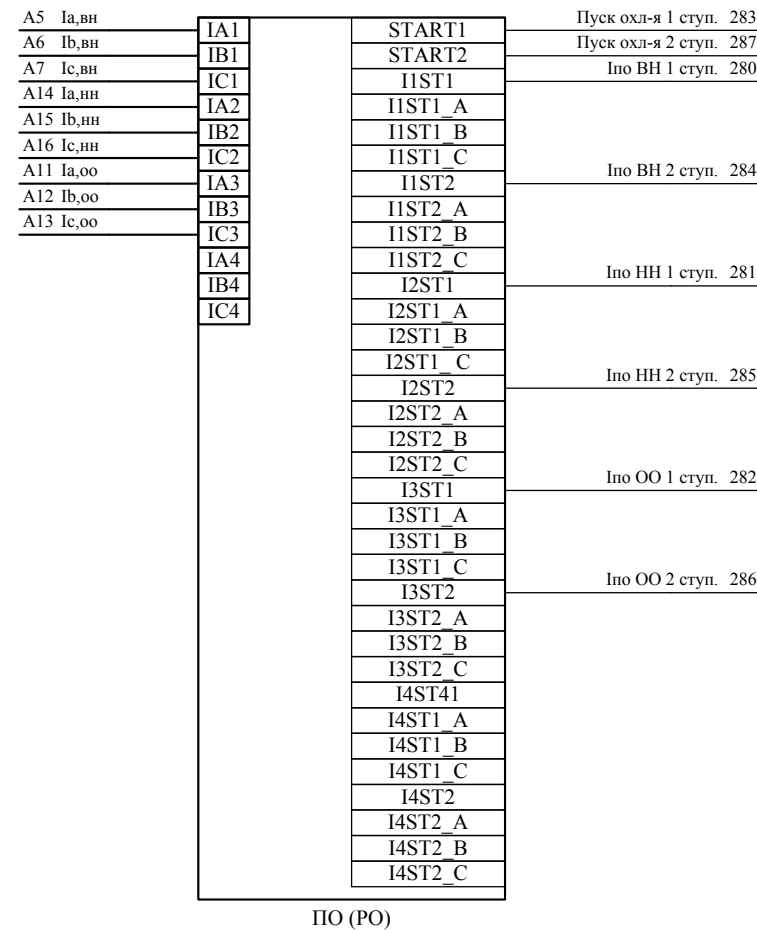 A5 Ia,вн
A6 Ib,вн
A7 Ic,вн
A14 Ia,нн
A15 Ib,нн
A16 Ic,нн
A11 Ia,оо
A12 Ib,оо
A13 Ic,оо
IA1
IB1
IC1
IA2
IB2
IC2
IA3
IB3
IC3
IA4
IB4
IC4
START1
START2
I1ST1
I1ST1_A
I1ST1_B
I1ST1_C
I1ST2
I1ST2_A
I1ST2_B
I1ST2_C
I2ST1
I2ST1_A
I2ST1_B
I2ST1_ C
I2ST2
I2ST2_A
I2ST2_B
I2ST2_C
I3ST1
I3ST1_A
I3ST1_B
I3ST1_C
I3ST2
I3ST2_A
I3ST2_B
I3ST2_C
I4ST41
I4ST1_A
I4ST1_B
I4ST1_C
I4ST2
I4ST2_A
I4ST2_B
I4ST2_C
Пуск охл-я 1 ступ. 283
Пуск охл-я 2 ступ. 287
Iпо ВН 1 ступ. 280
Iпо ВН 2 ступ. 284
Iпо НН 1 ступ. 281
Iпо НН 2 ступ. 285
Iпо ОО 1 ступ. 282
Iпо ОО 2 ступ. 286
ПО (РО)